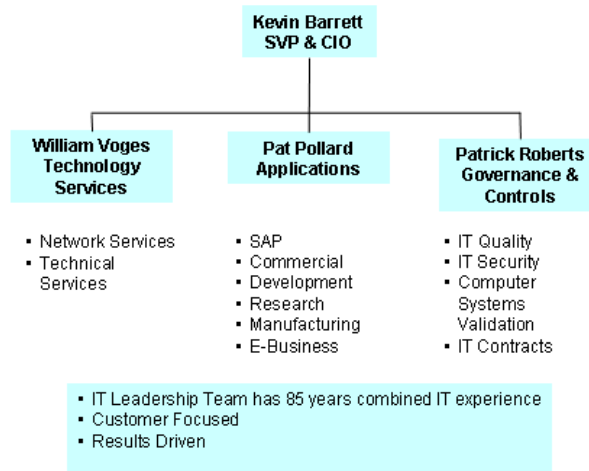 Kevin Barrett
SVP & CIO
William Voges
Technology
Services
Pat Pollard
Applications
Patrick Roberts
Governance &
Controls
▪ Network Services
▪ Technical
Services
▪ SAP
▪ Commercial
▪ Development
▪ Research
▪ Manufacturing
▪ E-Business
▪ IT Quality
▪ IT Security
▪ Computer
Systems
Validation
▪ IT Contracts
▪ IT Leadership Team has 85 years combined IT experience
▪ Customer Focused
▪ Results Driven